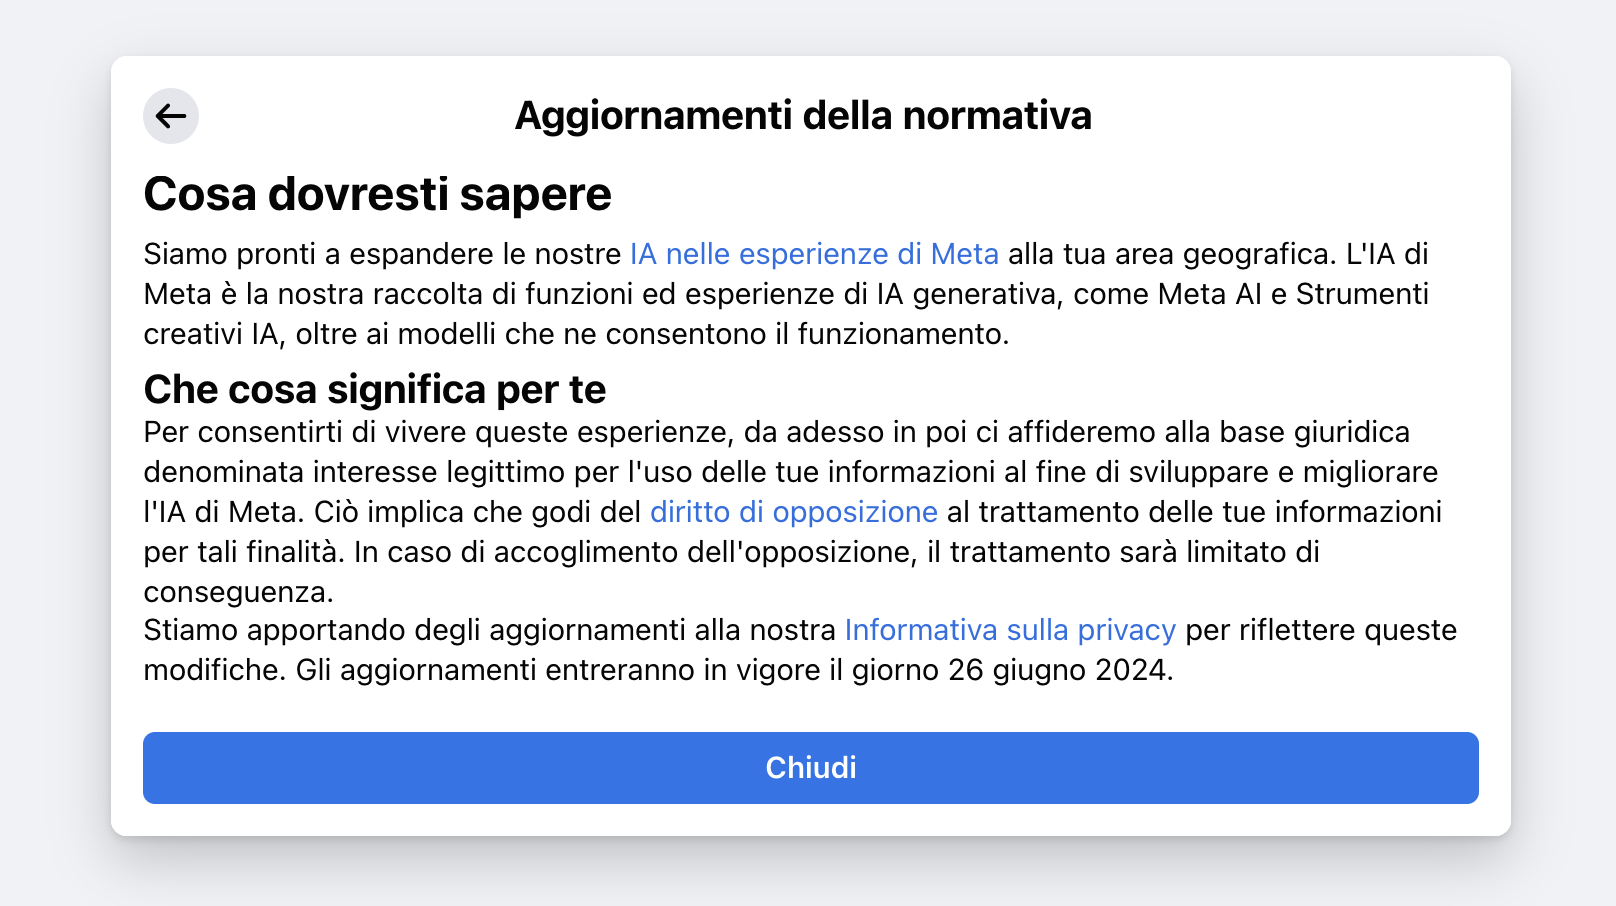 Aggiornamenti della normativa
Cosa dovresti sapere
Siamo pronti a espandere le nostre IA nelle esperienze di Meta alla tua area geografica. L'IA di
Meta è la nostra raccolta di funzioni ed esperienze di IA generativa, come Meta AI e Strumenti
creativi IA, oltre ai modelli che ne consentono il funzionamento.
Che cosa significa per te
Per consentirti di vivere queste esperienze, da adesso in poi ci affideremo alla base giuridica
denominata interesse legittimo per l'uso delle tue informazioni al fine di sviluppare e migliorare
l'IA di Meta. Ciò implica che godi del diritto di opposizione al trattamento delle tue informazioni
per tali finalità. In caso di accoglimento dell'opposizione, il trattamento sarà limitato di
conseguenza.
Stiamo apportando degli aggiornamenti alla nostra Informativa sulla privacy per riflettere queste
modifiche. Gli aggiornamenti entreranno in vigore il giorno 26 giugno 2024.
Chiudi